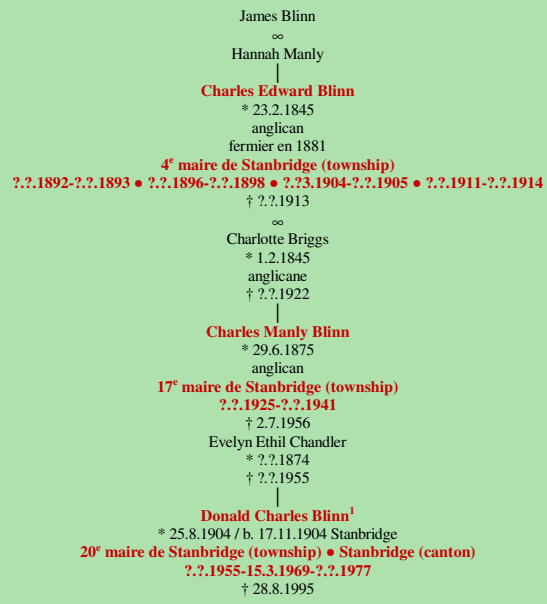 James Blinn
∞
Hannah Manly
|
Charles Edward Blinn
* 23.2.1845
anglican
fermier en 1881
4e maire de Stanbridge (township)
?.?.1892-?.?.1893 ● ?.?.1896-?.?.1898 ● ?.?3.1904-?.?.1905 ● ?.?.1911-?.?.1914
† ?.?.1913
∞
Charlotte Briggs
* 1.2.1845
anglicane
† ?.?.1922
|
Charles Manly Blinn
* 29.6.1875
anglican
17e maire de Stanbridge (township)
?.?.1925-?.?.1941
† 2.7.1956
Evelyn Ethil Chandler
* ?.?.1874
† ?.?.1955
|
Donald Charles Blinn1
* 25.8.1904 / b. 17.11.1904 Stanbridge
20e maire de Stanbridge (township) ● Stanbridge (canton)
?.?.1955-15.3.1969-?.?.1977
† 28.8.1995